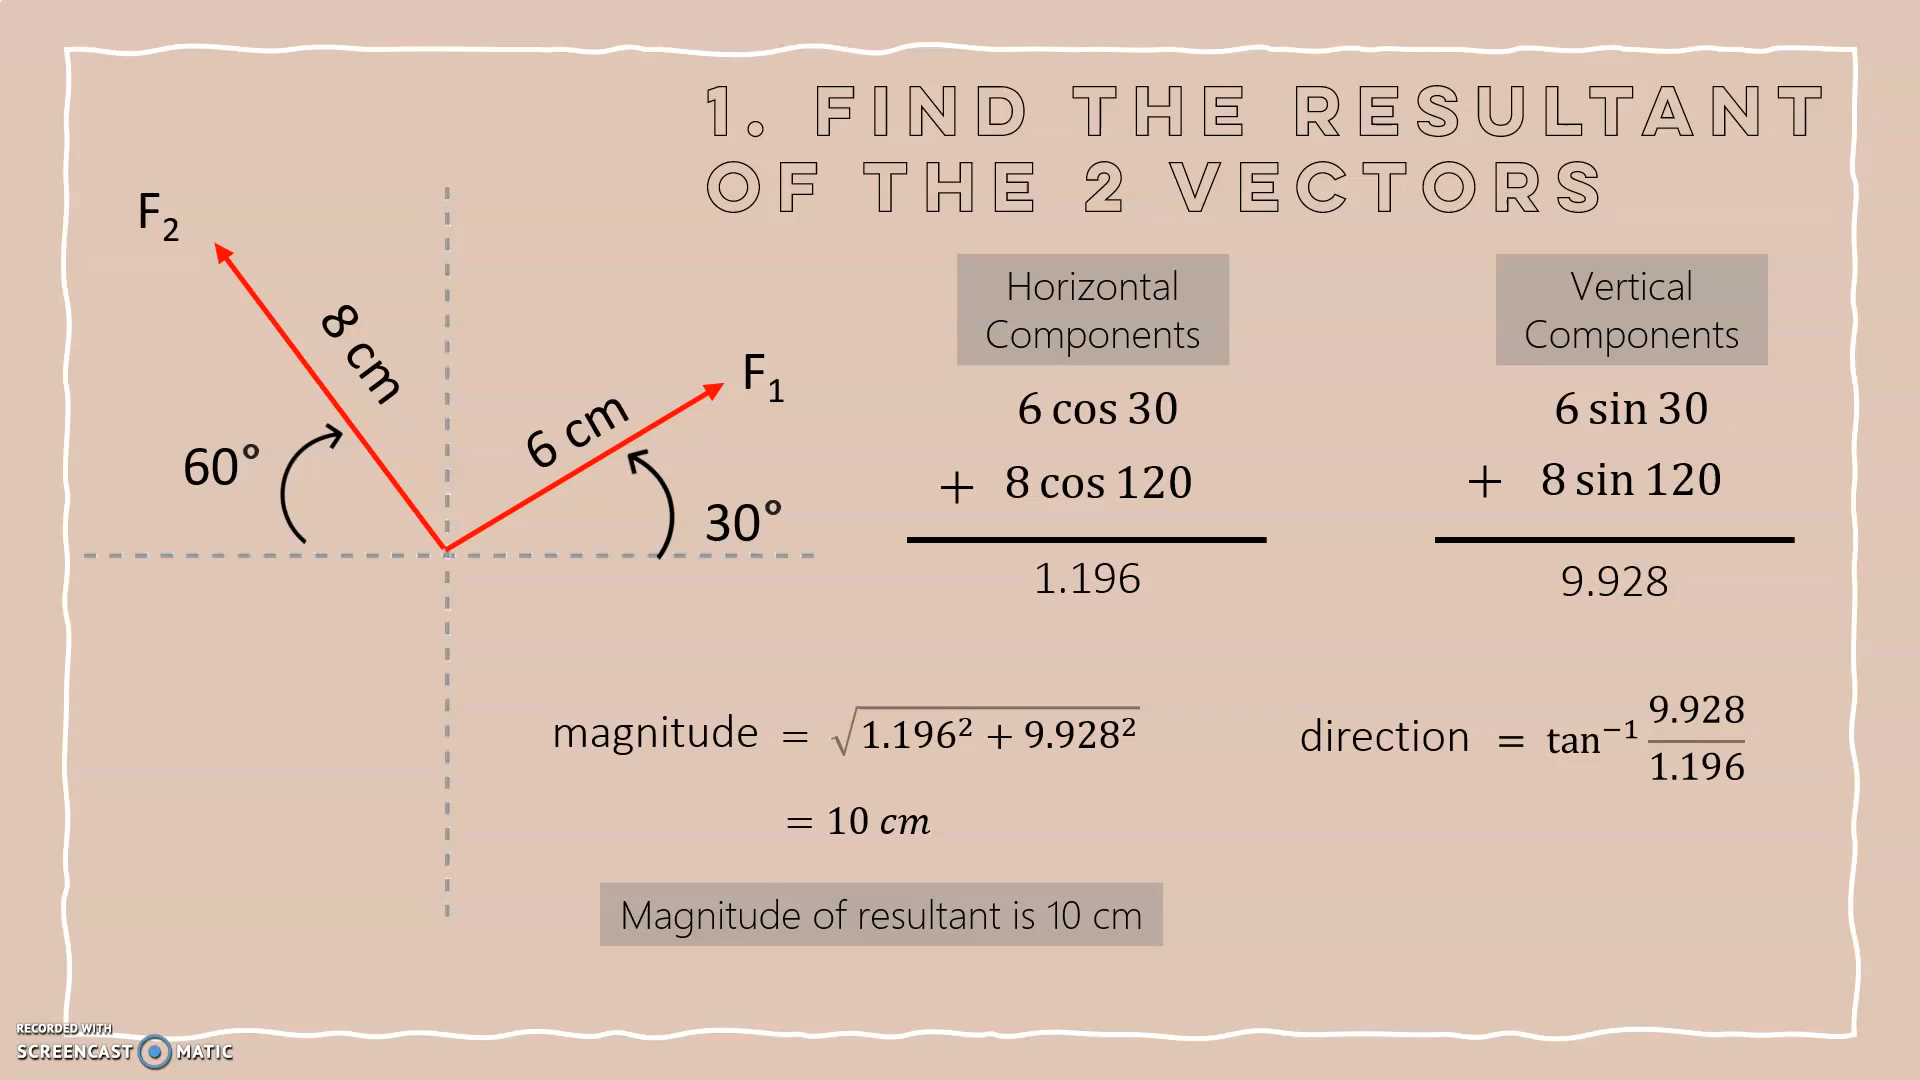 1. FIND THE RESULTANT
OF THE 2 VECTORS
F₂
8 cm
60°
F₁
6 cm
30°
Horizontal
Components
6 cos 30
+ 8 cos 120
1.196
Vertical
Components
6 sin 30
+ 8 sin 120
9.928
magnitude = √1.196² + 9.928²
= 10 cm
Magnitude of resultant is 10 cm
direction = tan⁻¹ 9.928
1.196
RECORDED WITH
SCREENCAST MATIC